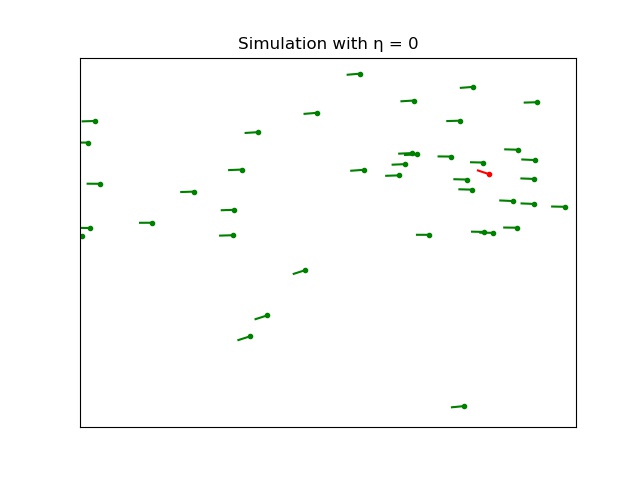 Simulation with η = 0